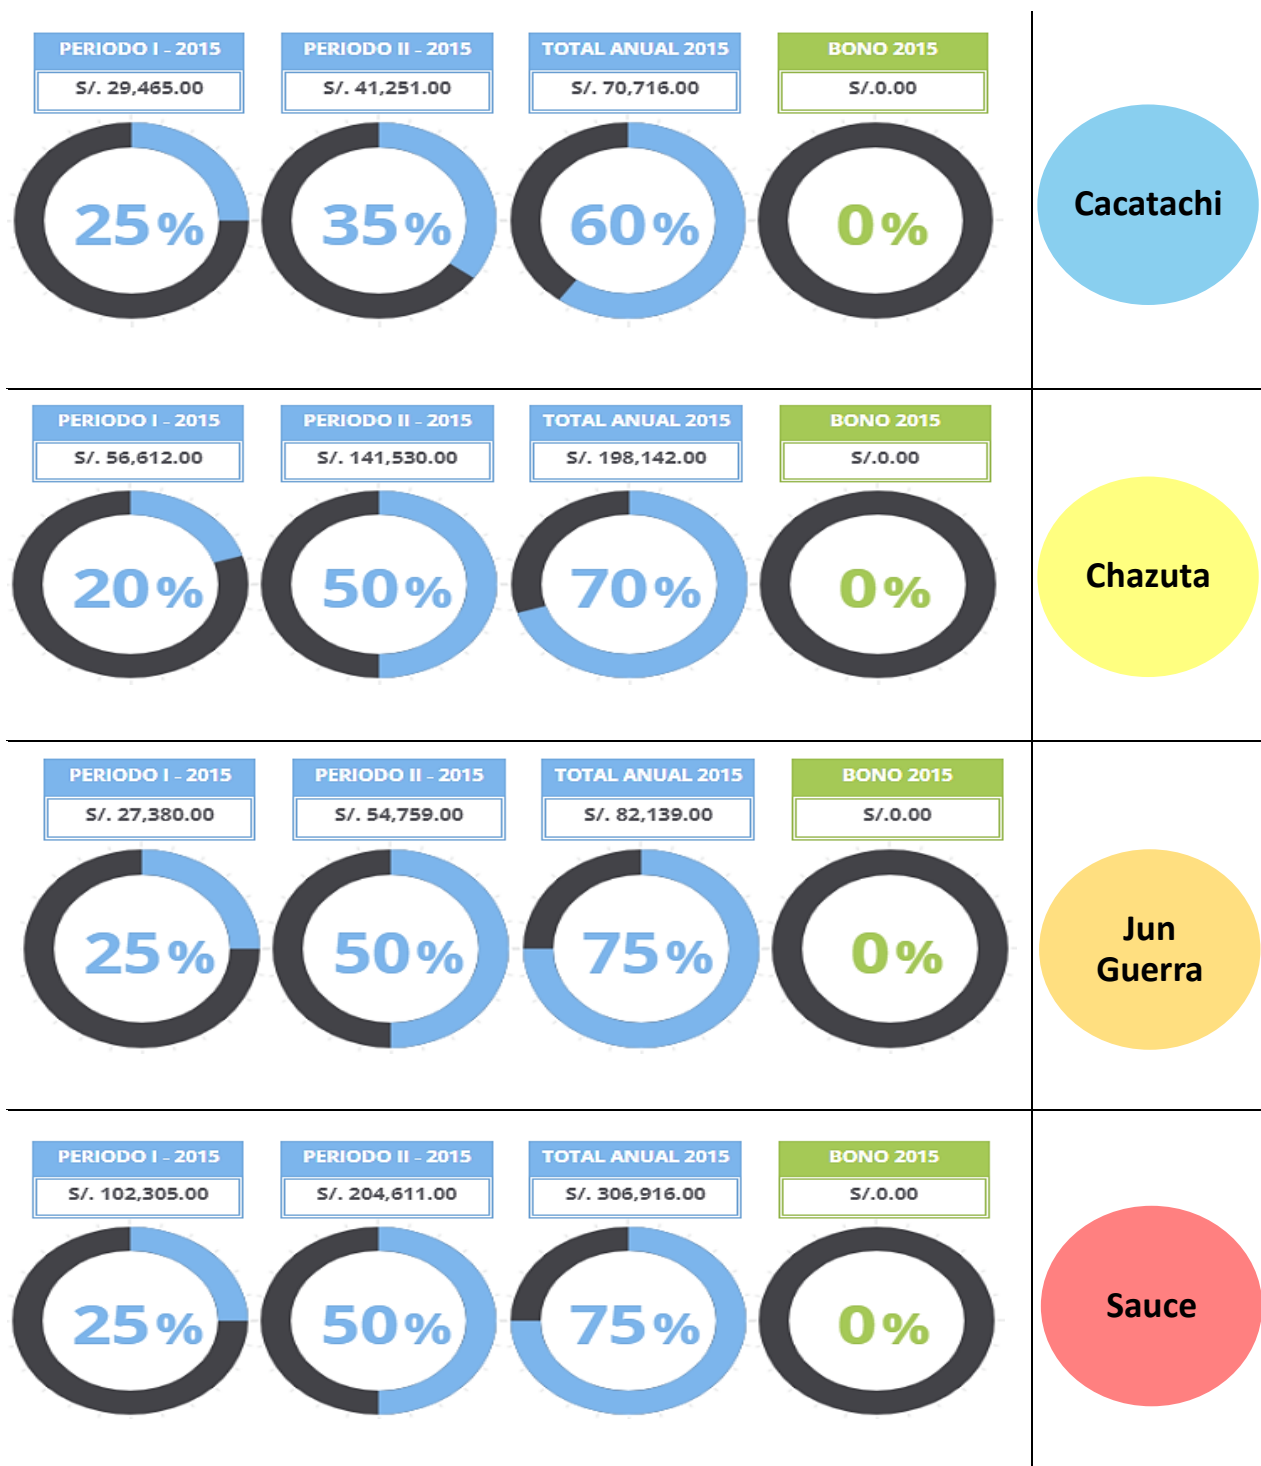 PERIODO I - 2015
PERIODO II - 2015
TOTAL ANUAL 2015
BONO 2015
S/. 29,465.00
S/. 41,251.00
S/. 70,716.00
S/.0.00
25%
35%
60%
0%
Cacatachi
PERIODO I - 2015
PERIODO II - 2015
TOTAL ANUAL 2015
BONO 2015
S/. 56,612.00
S/. 141,530.00
S/. 198,142.00
S/.0.00
20%
50%
70%
0%
Chazuta
PERIODO I - 2015
PERIODO II - 2015
TOTAL ANUAL 2015
BONO 2015
S/. 27,380.00
S/. 54,759.00
S/. 82,139.00
S/.0.00
25%
50%
75%
0%
Jun
Guerra
PERIODO I - 2015
PERIODO II - 2015
TOTAL ANUAL 2015
BONO 2015
S/. 102,305.00
S/. 204,611.00
S/. 306,916.00
S/.0.00
25%
50%
75%
0%
Sauce